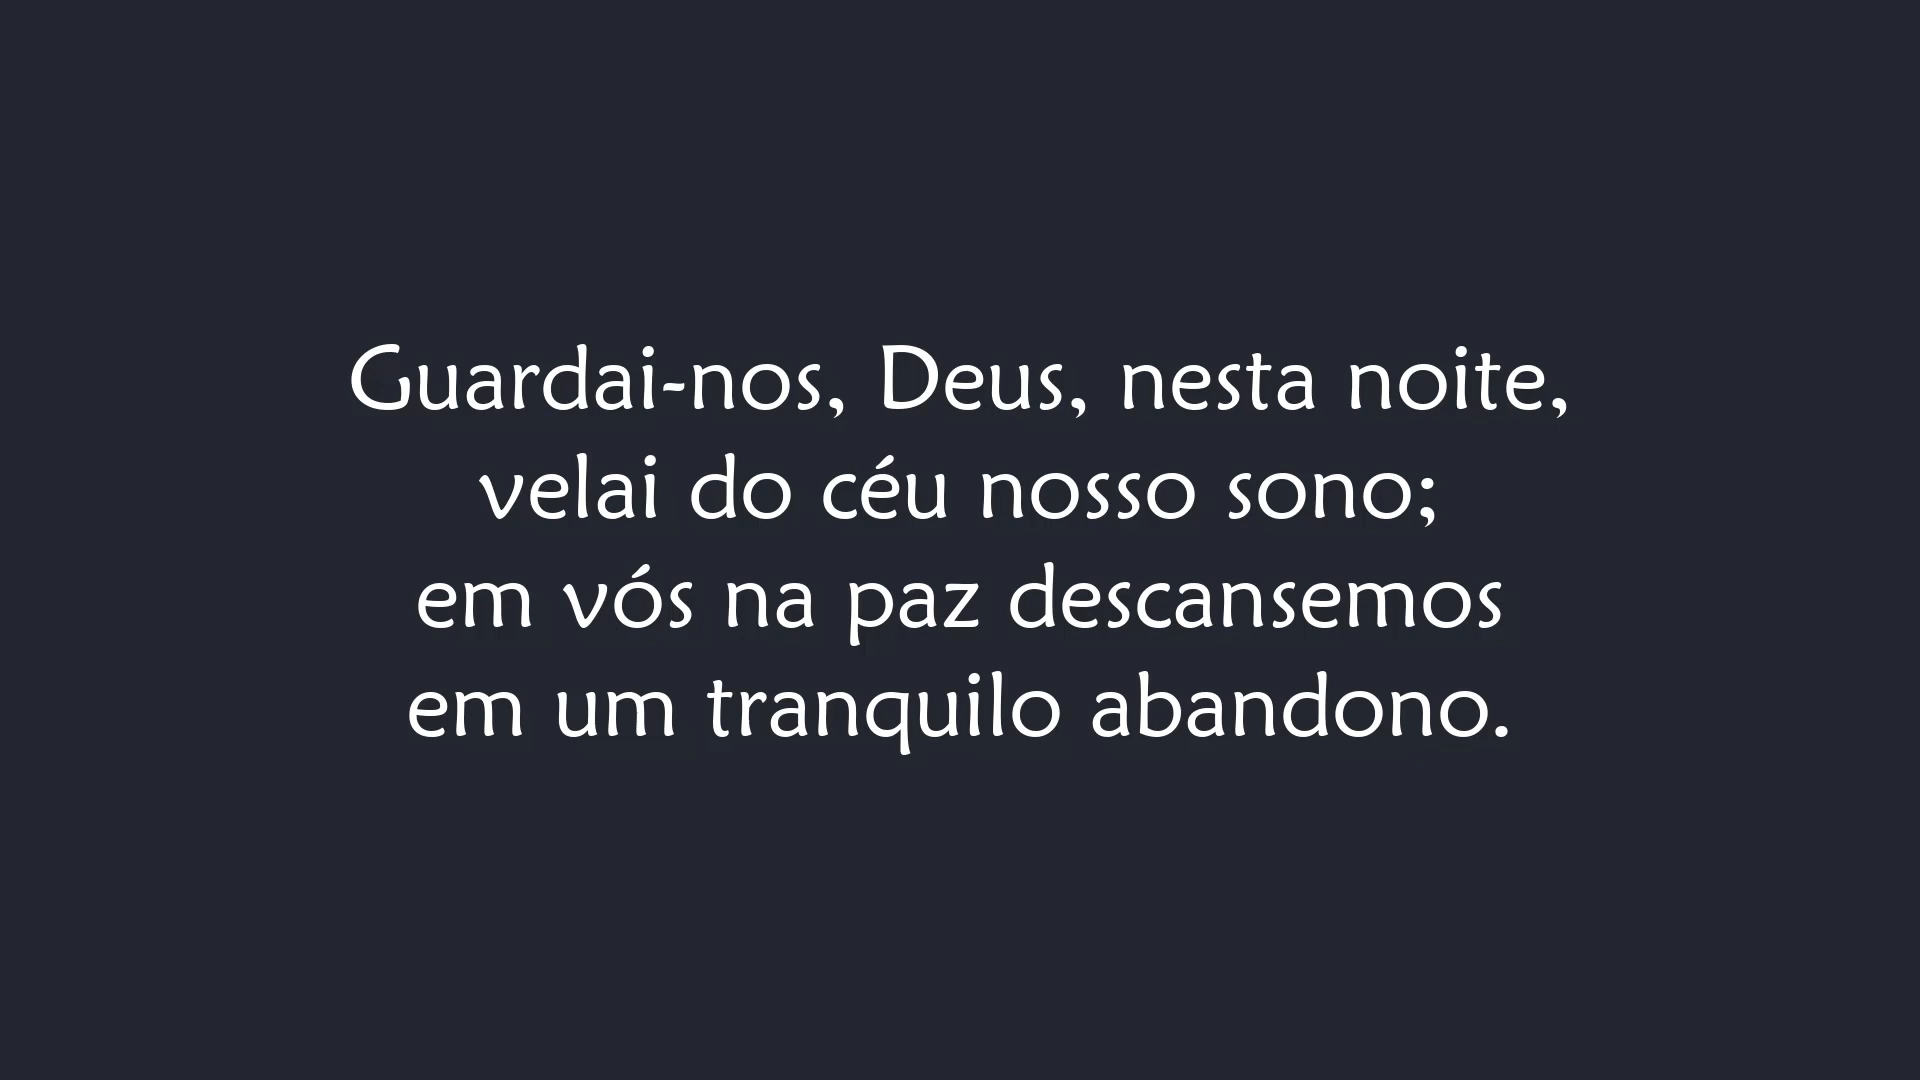 Guardai-nos, Deus, nesta noite,
velai do céu nosso sono;
em vós na paz descansemos
em um tranquilo abandono.